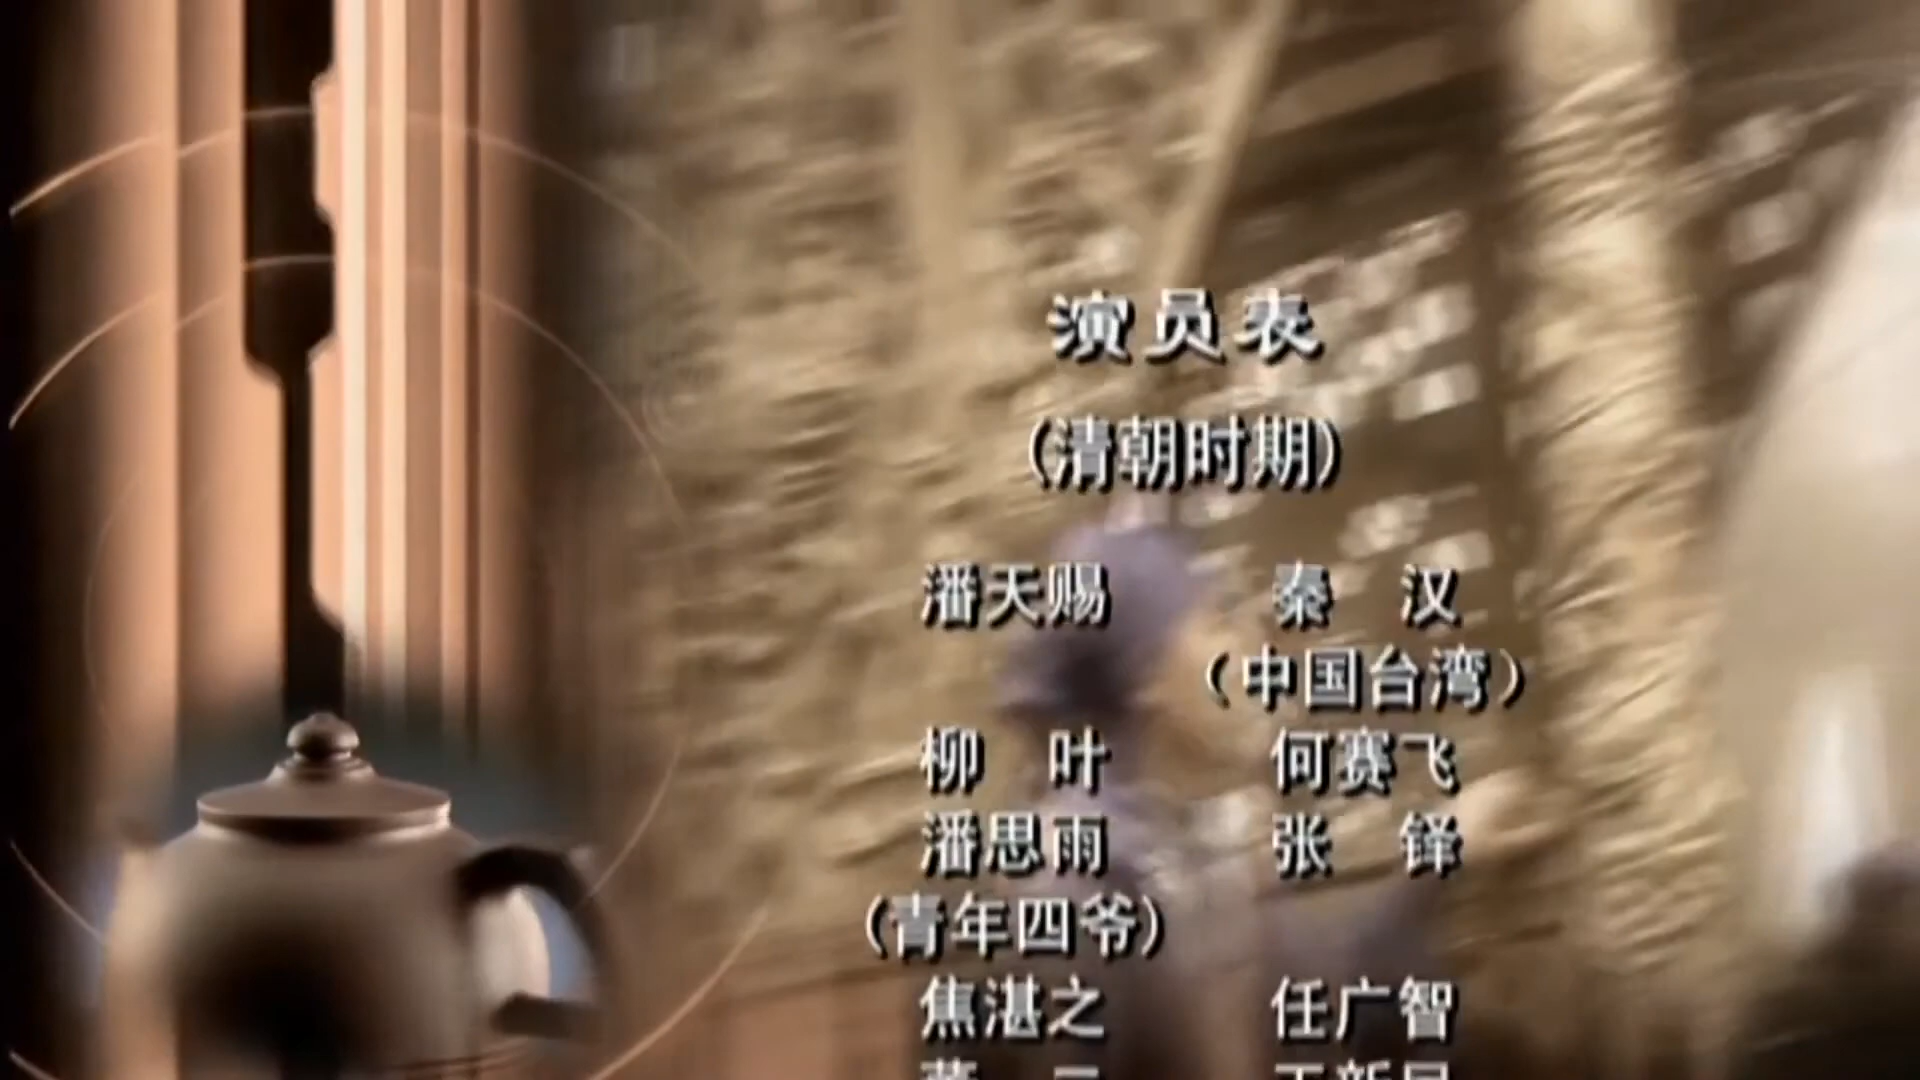 演员表
(清朝时期)
潘天赐 秦 汉
(中国台湾)
柳 叶 何赛飞
潘思雨 张 铎
(青年四爷)
焦湛之 任广智